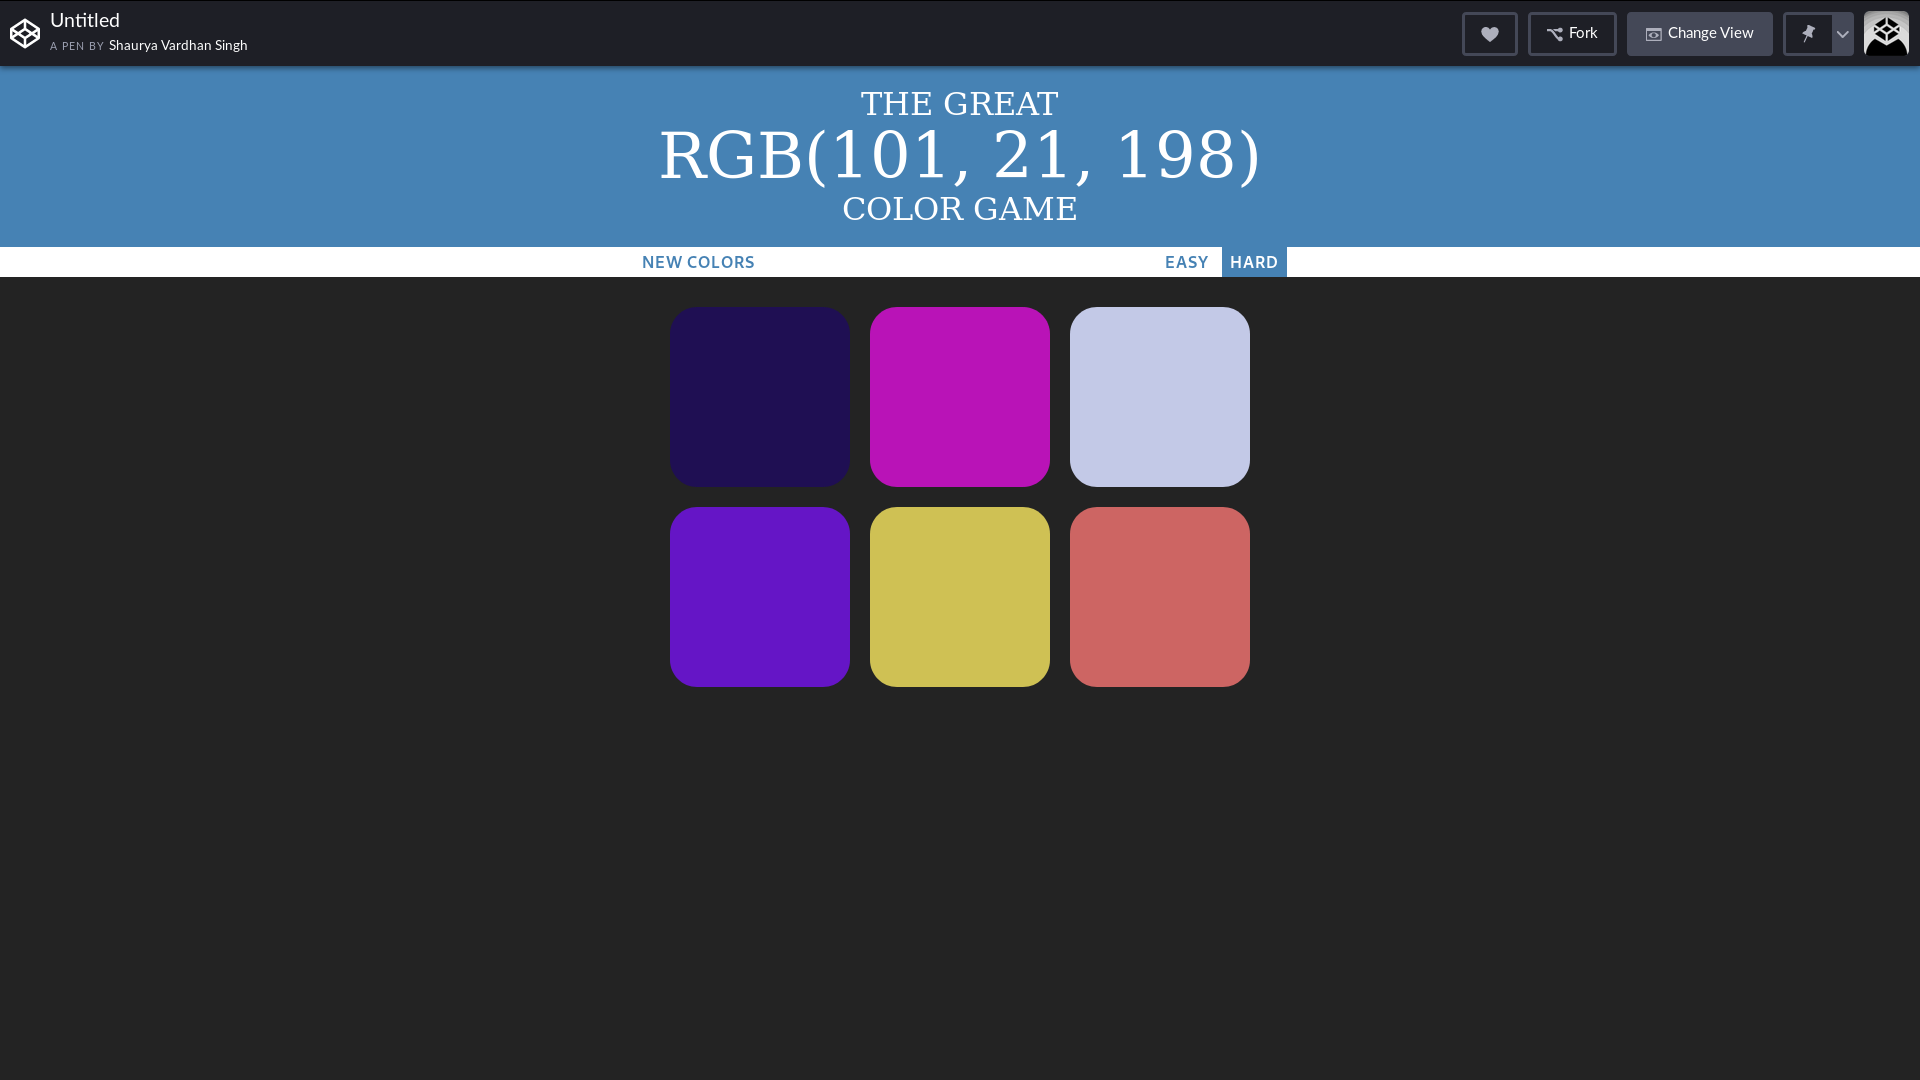 Untitled
A PEN BY Shaurya Vardhan Singh
Fork
Change View
THE GREAT
RGB(101, 21, 198)
COLOR GAME
NEW COLORS
EASY
HARD